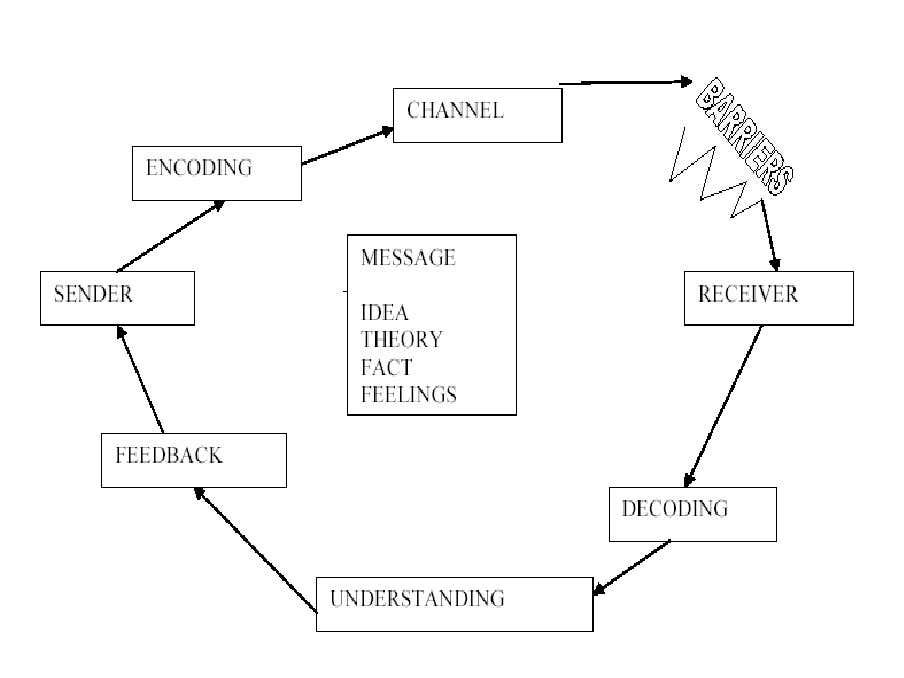 CHANNEL
BARRIERS
ENCODING
MESSAGE
SENDER
RECEIVER
IDEA
THEORY
FACT
FEELINGS
FEEDBACK
DECODING
UNDERSTANDING